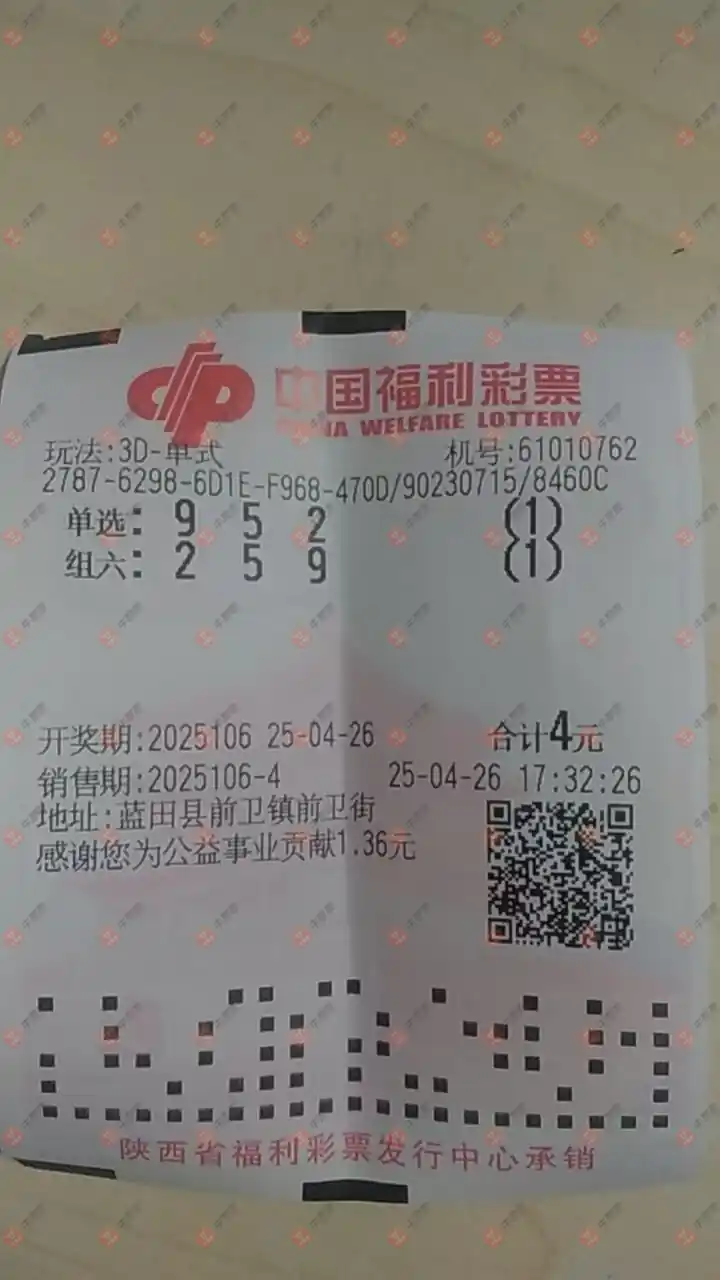 中国福利彩票
CHINA WELFARE LOTTERY
玩法:3D-单式 机号:61010762
2787-6298-6D1E-F968-470D/90230715/8460C
单选: 9 5 2 (1)
组六: 2 5 9 (1)
开奖期:2025106 25-04-26 合计4元
销售期:2025106-4 25-04-26 17:32:26
地址:蓝田县前卫镇前卫街
感谢您为公益事业贡献1.36元
陕西省福利彩票发行中心承销